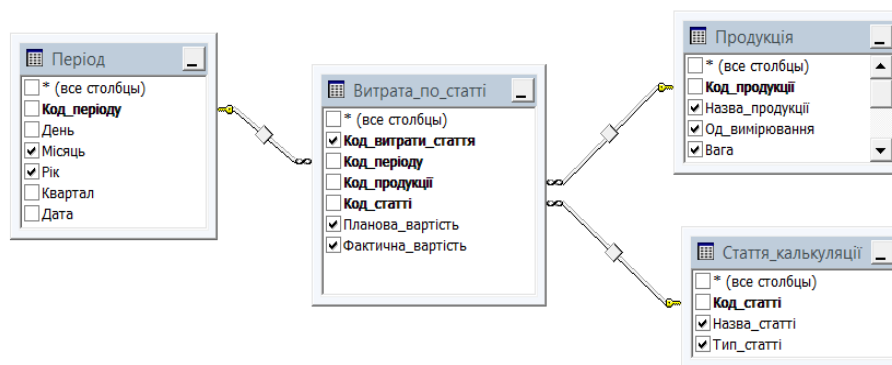 Період
* (все столбцы)
Код_періоду
День
Місяць
Рік
Квартал
Дата
Витрата_по_статті
* (все столбцы)
Код_витрати_стаття
Код_періоду
Код_продукції
Код_статті
Планова_вартість
Фактична_вартість
Продукція
* (все столбцы)
Код_продукції
Назва_продукції
Од_вимірювання
Вага
Стаття_калькуляції
* (все столбцы)
Код_статті
Назва_статті
Тип_статті